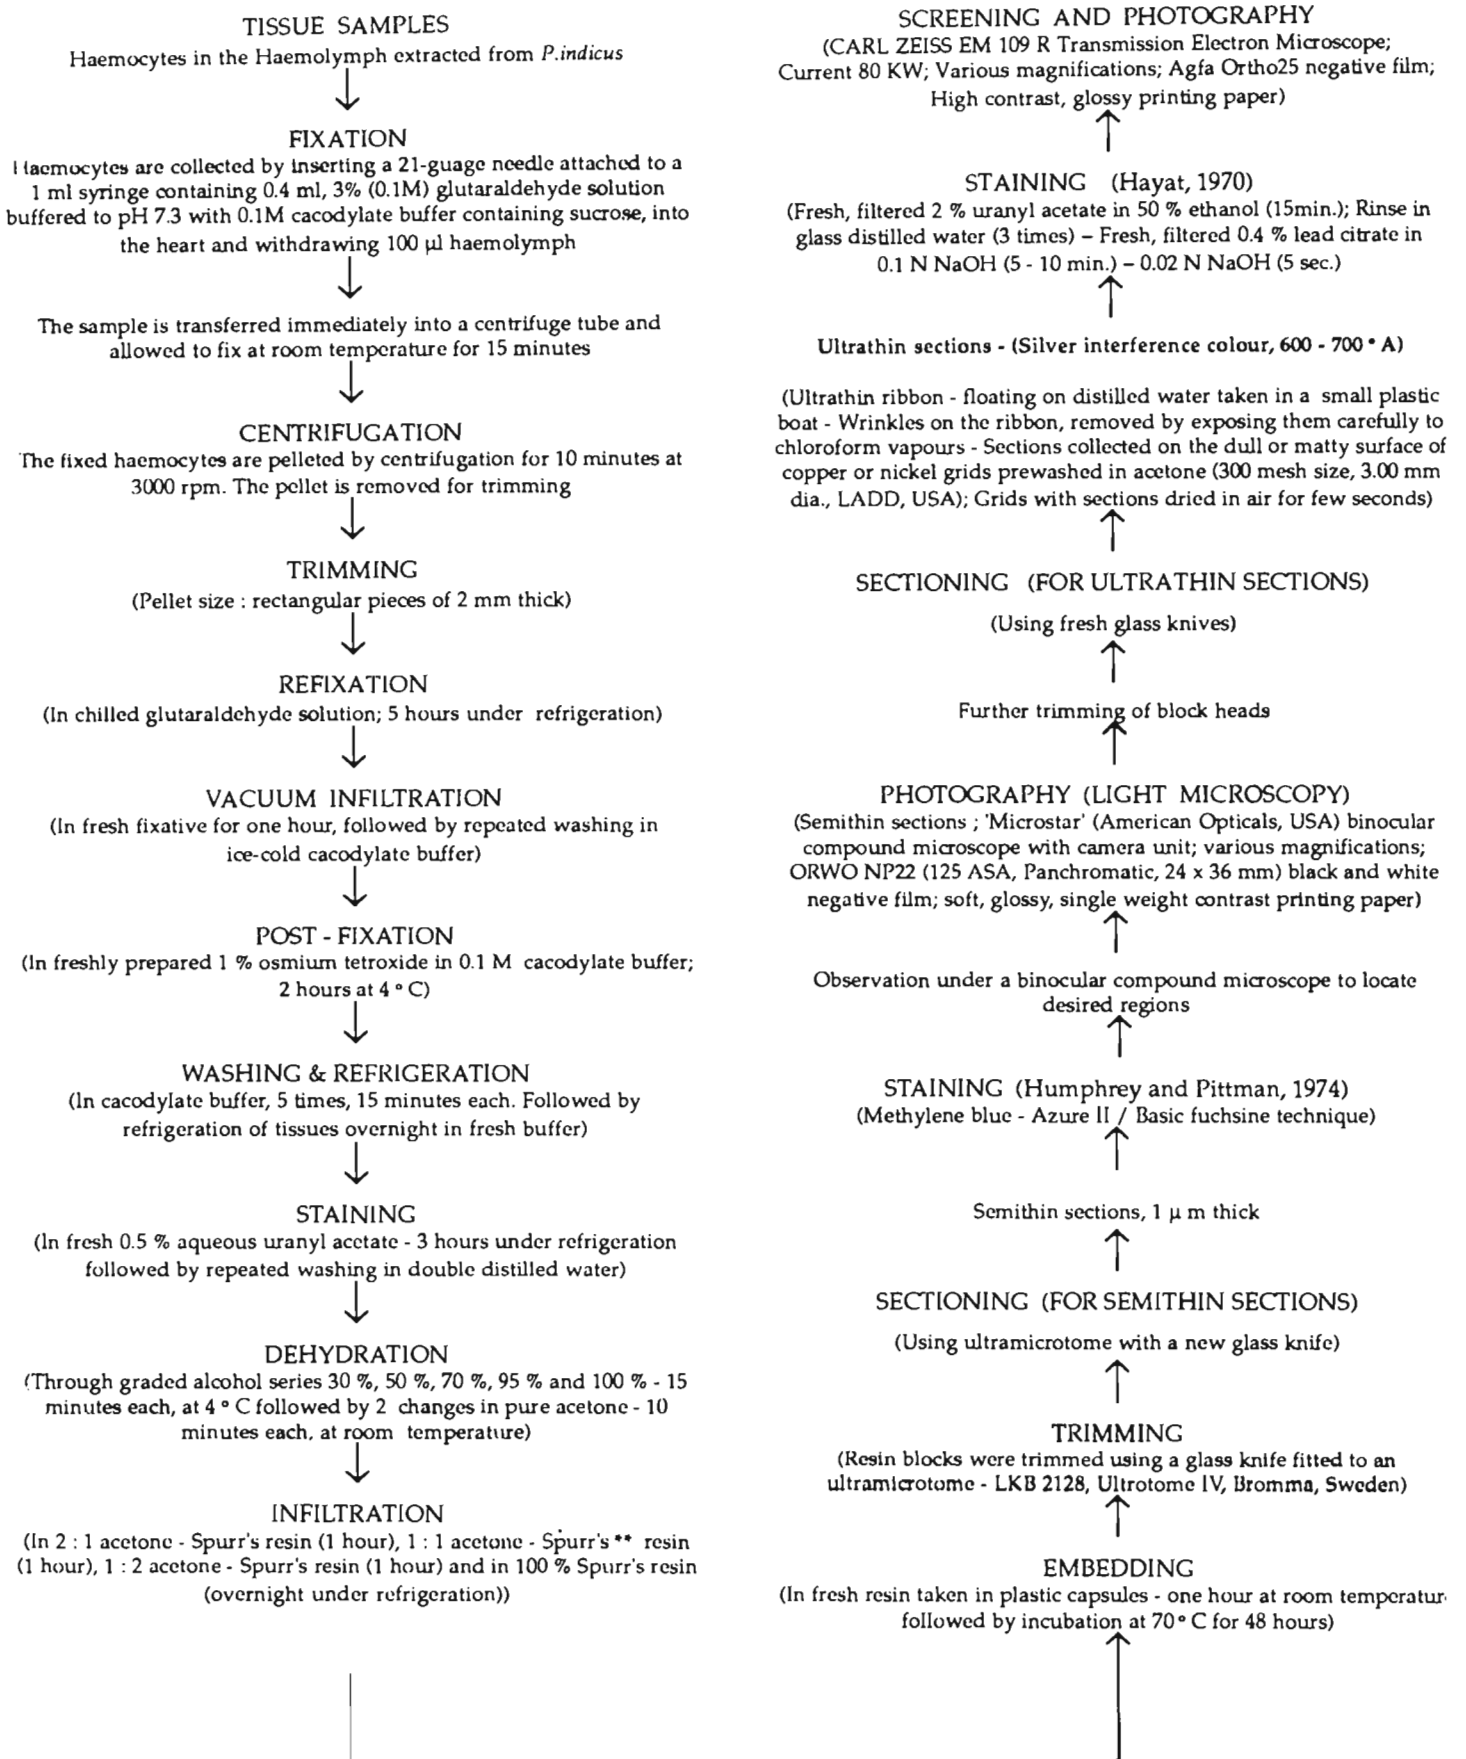 TISSUE SAMPLES
Haemocytes in the Haemolymph extracted from P.indicus
FIXATION
Haemocytes are collected by inserting a 21-guage needle attached to a
1 ml syringe containing 0.4 ml, 3% (0.1M) glutaraldehyde solution
buffered to pH 7.3 with 0.1M cacodylate buffer containing sucrose, into
the heart and withdrawing 100 µl haemolymph
The sample is transferred immediately into a centrifuge tube and
allowed to fix at room temperature for 15 minutes
CENTRIFUGATION
The fixed haemocytes are pelleted by centrifugation for 10 minutes at
3000 rpm. The pellet is removed for trimming
TRIMMING
(Pellet size : rectangular pieces of 2 mm thick)
REFIXATION
(In chilled glutaraldehyde solution; 5 hours under refrigeration)
VACUUM INFILTRATION
(In fresh fixative for one hour, followed by repeated washing in
ice-cold cacodylate buffer)
POST - FIXATION
(In freshly prepared 1 % osmium tetroxide in 0.1 M cacodylate buffer;
2 hours at 4 ° C)
WASHING & REFRIGERATION
(In cacodylate buffer, 5 times, 15 minutes each. Followed by
refrigeration of tissues overnight in fresh buffer)
STAINING
(In fresh 0.5 % aqueous uranyl acetate - 3 hours under refrigeration
followed by repeated washing in double distilled water)
DEHYDRATION
(Through graded alcohol series 30 %, 50 %, 70 %, 95 % and 100 % - 15
minutes each, at 4 ° C followed by 2 changes in pure acetone - 10
minutes each, at room temperature)
INFILTRATION
(In 2 : 1 acetone - Spurr's resin (1 hour), 1 : 1 acetone - Spurr's ** resin
(1 hour), 1 : 2 acetone - Spurr's resin (1 hour) and in 100 % Spurr's resin
(overnight under refrigeration))
SCREENING AND PHOTOGRAPHY
(CARL ZEISS EM 109 R Transmission Electron Microscope;
Current 80 KW; Various magnifications; Agfa Ortho25 negative film;
High contrast, glossy printing paper)
STAINING (Hayat, 1970)
(Fresh, filtered 2 % uranyl acetate in 50 % ethanol (15min.); Rinse in
glass distilled water (3 times) – Fresh, filtered 0.4 % lead citrate in
0.1 N NaOH (5 - 10 min.) – 0.02 N NaOH (5 sec.)
Ultrathin sections - (Silver interference colour, 600 - 700 ° A)
(Ultrathin ribbon - floating on distilled water taken in a small plastic
boat - Wrinkles on the ribbon, removed by exposing them carefully to
chloroform vapours - Sections collected on the dull or matty surface of
copper or nickel grids prewashed in acetone (300 mesh size, 3.00 mm
dia., LADD, USA); Grids with sections dried in air for few seconds)
SECTIONING (FOR ULTRATHIN SECTIONS)
(Using fresh glass knives)
Further trimming of block heads
PHOTOGRAPHY (LIGHT MICROSCOPY)
(Semithin sections ; 'Microstar' (American Opticals, USA) binocular
compound microscope with camera unit; various magnifications;
ORWO NP22 (125 ASA, Panchromatic, 24 x 36 mm) black and white
negative film; soft, glossy, single weight contrast printing paper)
Observation under a binocular compound microscope to locate
desired regions
STAINING (Humphrey and Pittman, 1974)
(Methylene blue - Azure II / Basic fuchsine technique)
Semithin sections, 1 µ m thick
SECTIONING (FOR SEMITHIN SECTIONS)
(Using ultramicrotome with a new glass knife)
TRIMMING
(Resin blocks were trimmed using a glass knife fitted to an
ultramicrotome - LKB 2128, Ultrotome IV, Bromma, Sweden)
EMBEDDING
(In fresh resin taken in plastic capsules - one hour at room temperatur
followed by incubation at 70 ° C for 48 hours)